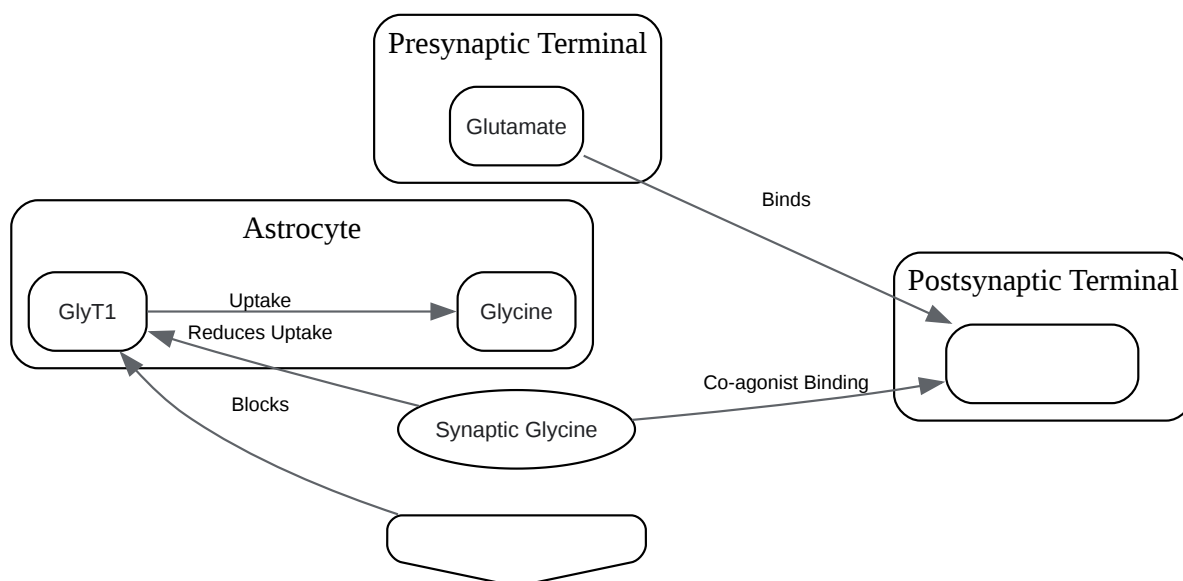 Presynaptic Terminal
Glutamate
Binds
Astrocyte
GlyT1
Uptake
Glycine
Reduces Uptake
Postsynaptic Terminal
Co-agonist Binding
Blocks
Synaptic Glycine